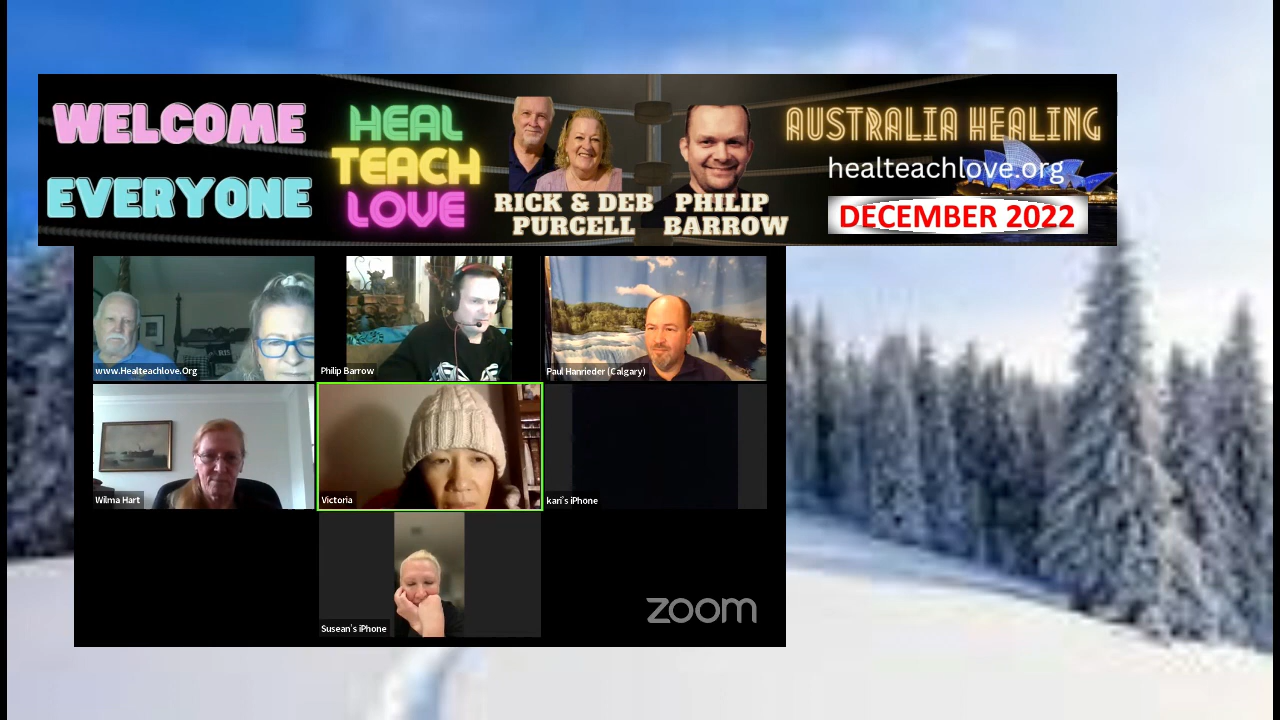 WELCOME
EVERYONE
HEAL
TEACH
LOVE
RICK & DEB
PURCELL
PHILIP
BARROW
AUSTRALIA HEALING
healteachlove.org
DECEMBER 2022
www.Healteachlove.Org
Philip Barrow
Paul Hanrieder (Calgary)
Wilma Hart
Victoria
kari's iPhone
Susean's iPhone
zoom